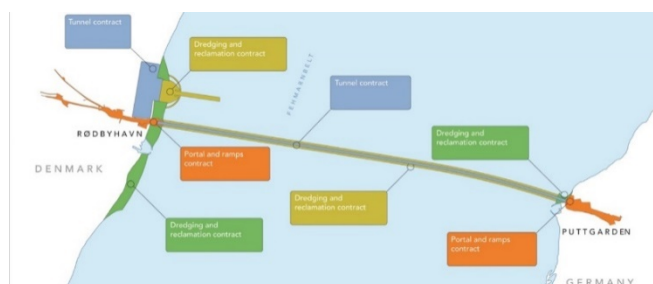 Tunnel contract
Dredging and
reclamation contract
FEHMARNBELT
Tunnel contract
RØDBYHAVN
Dredging and
reclamation contract
DENMARK
Portal and ramps
contract
Dredging and
reclamation contract
Dredging and
reclamation contract
Portal and ramps
contract
PUTTGARDEN
GERMANY